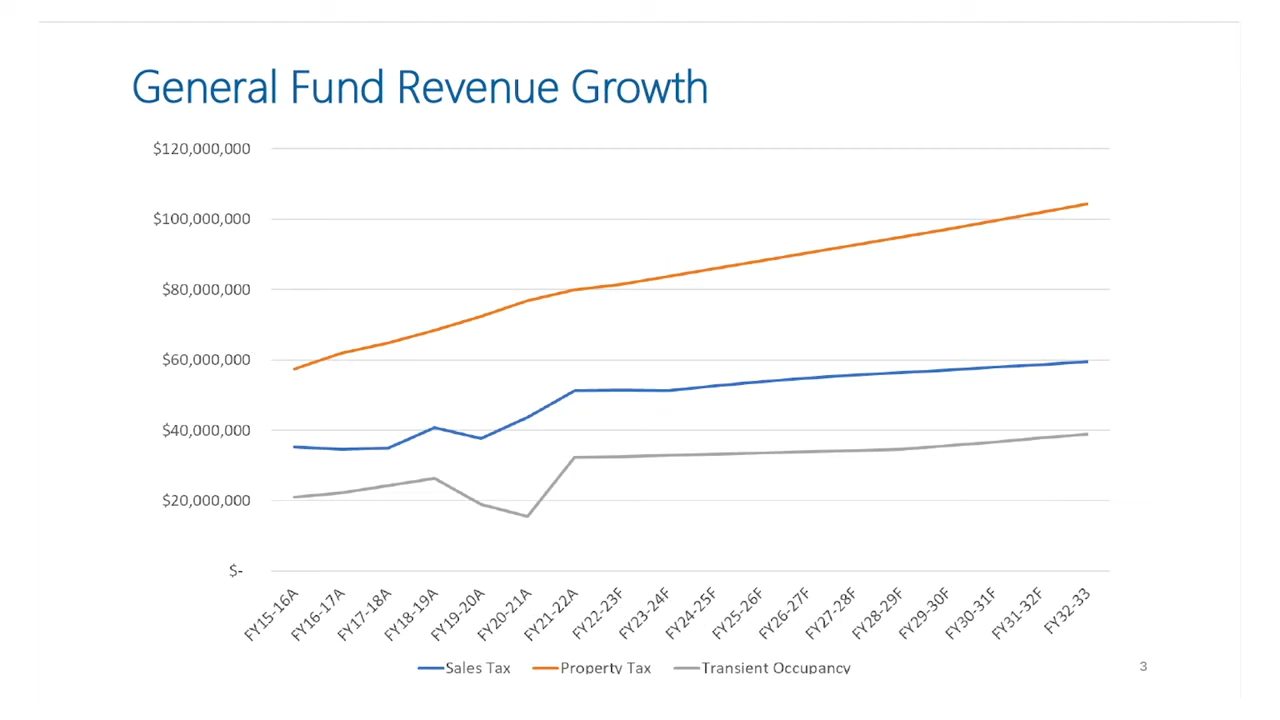 General Fund Revenue Growth
$120,000,000
$100,000,000
$80,000,000
$60,000,000
$40,000,000
$20,000,000
$-
FY15-16A
FY16-17A
FY17-18A
FY18-19A
FY19-20A
FY20-21A
FY21-22A
FY22-23F
FY23-24F
FY24-25F
FY25-26F
FY26-27F
FY27-28F
FY28-29F
FY29-30F
FY30-31F
FY31-32F
FY32-33
Sales Tax Property Tax Transient Occupancy
3